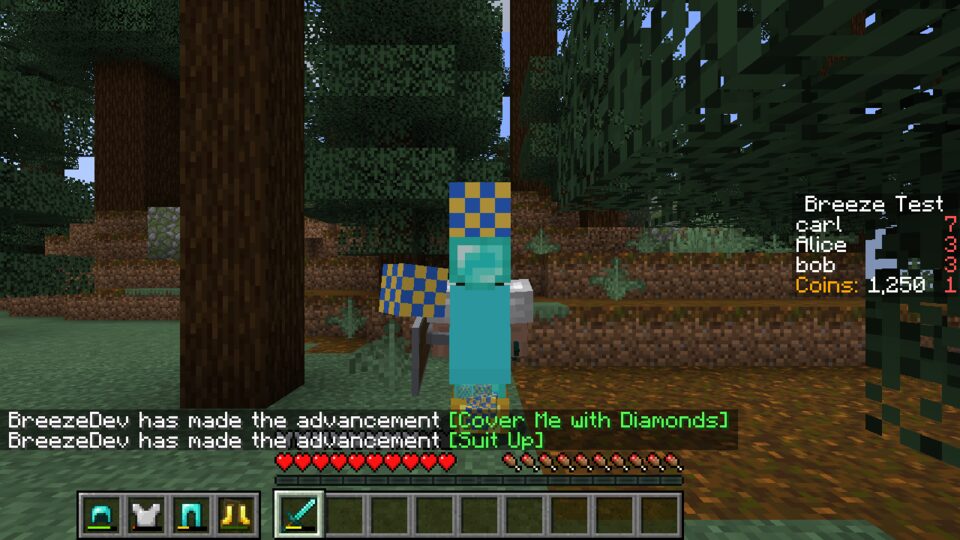 Breeze Test
carl 7
Alice 3
bob 3
Coins: 1,250 1
BreezeDev has made the advancement [Cover Me with Diamonds]
BreezeDev has made the advancement [Suit Up]